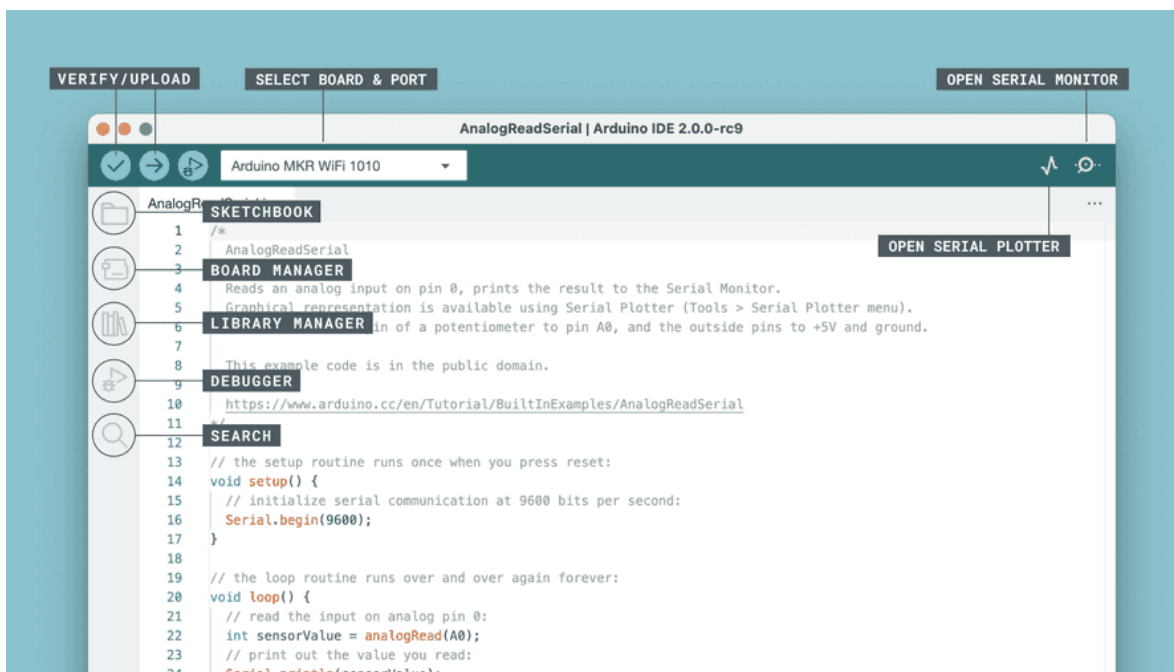 VERIFY/UPLOAD
SELECT BOARD & PORT
OPEN SERIAL MONITOR
AnalogReadSerial | Arduino IDE 2.0.0-rc9
Arduino MKR WiFi 1010
AnalogR
SKETCHBOOK
OPEN SERIAL PLOTTER
BOARD MANAGER
LIBRARY MANAGER
DEBUGGER
SEARCH
1 /*
2 AnalogReadSerial
3
4 Reads an analog input on pin 0, prints the result to the Serial Monitor.
5 Graphical representation is available using Serial Plotter (Tools > Serial Plotter menu).
6 in of a potentiometer to pin A0, and the outside pins to +5V and ground.
7
8 This example code is in the public domain.
9
10 https://www.arduino.cc/en/Tutorial/BuiltInExamples/AnalogReadSerial
11 */
12
13 // the setup routine runs once when you press reset:
14 void setup() {
15 // initialize serial communication at 9600 bits per second:
16 Serial.begin(9600);
17 }
18
19 // the loop routine runs over and over again forever:
20 void loop() {
21 // read the input on analog pin 0:
22 int sensorValue = analogRead(A0);
23 // print out the value you read:
24 Serial.println(sensorValue);